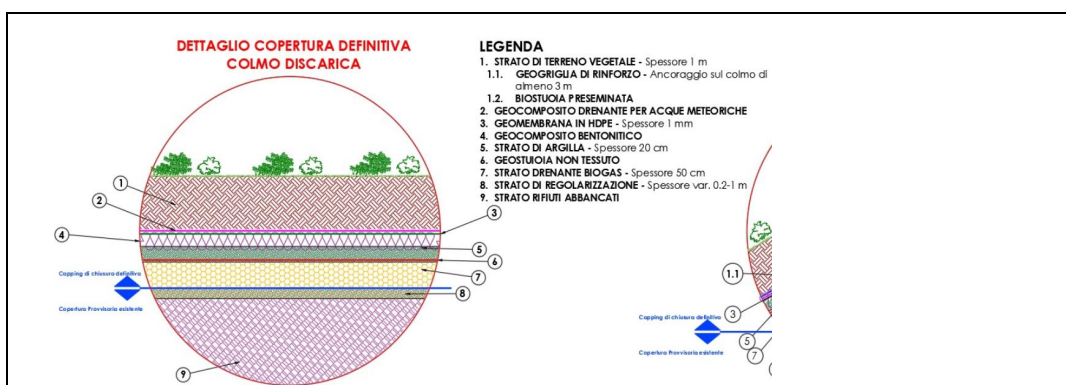 DETTAGLIO COPERTURA DEFINITIVA
COLMO DISCARICA
1
2
3
4
5
6
7
8
9
Capping di chiusura definitiva
Copertura Provvisoria esistente
LEGENDA
1. STRATO DI TERRENO VEGETALE - Spessore 1 m
1.1. GEOGRIGLIA DI RINFORZO - Ancoraggio sul colmo di
almeno 3 m
1.2. BIOSTUOIA PRESEMINATA
2. GEOCOMPOSITO DRENANTE PER ACQUE METEORICHE
3. GEOMEMBRANA IN HDPE - Spessore 1 mm
4. GEOCOMPOSITO BENTONITICO
5. STRATO DI ARGILLA - Spessore 20 cm
6. GEOSTUIOIA NON TESSUTO
7. STRATO DRENANTE BIOGAS - Spessore 50 cm
8. STRATO DI REGOLARIZZAZIONE - Spessore var. 0.2-1 m
9. STRATO RIFIUTI ABBANCATI
1.1
3
Capping di chiusura definitiva
5
Copertura Provvisoria esistente
7